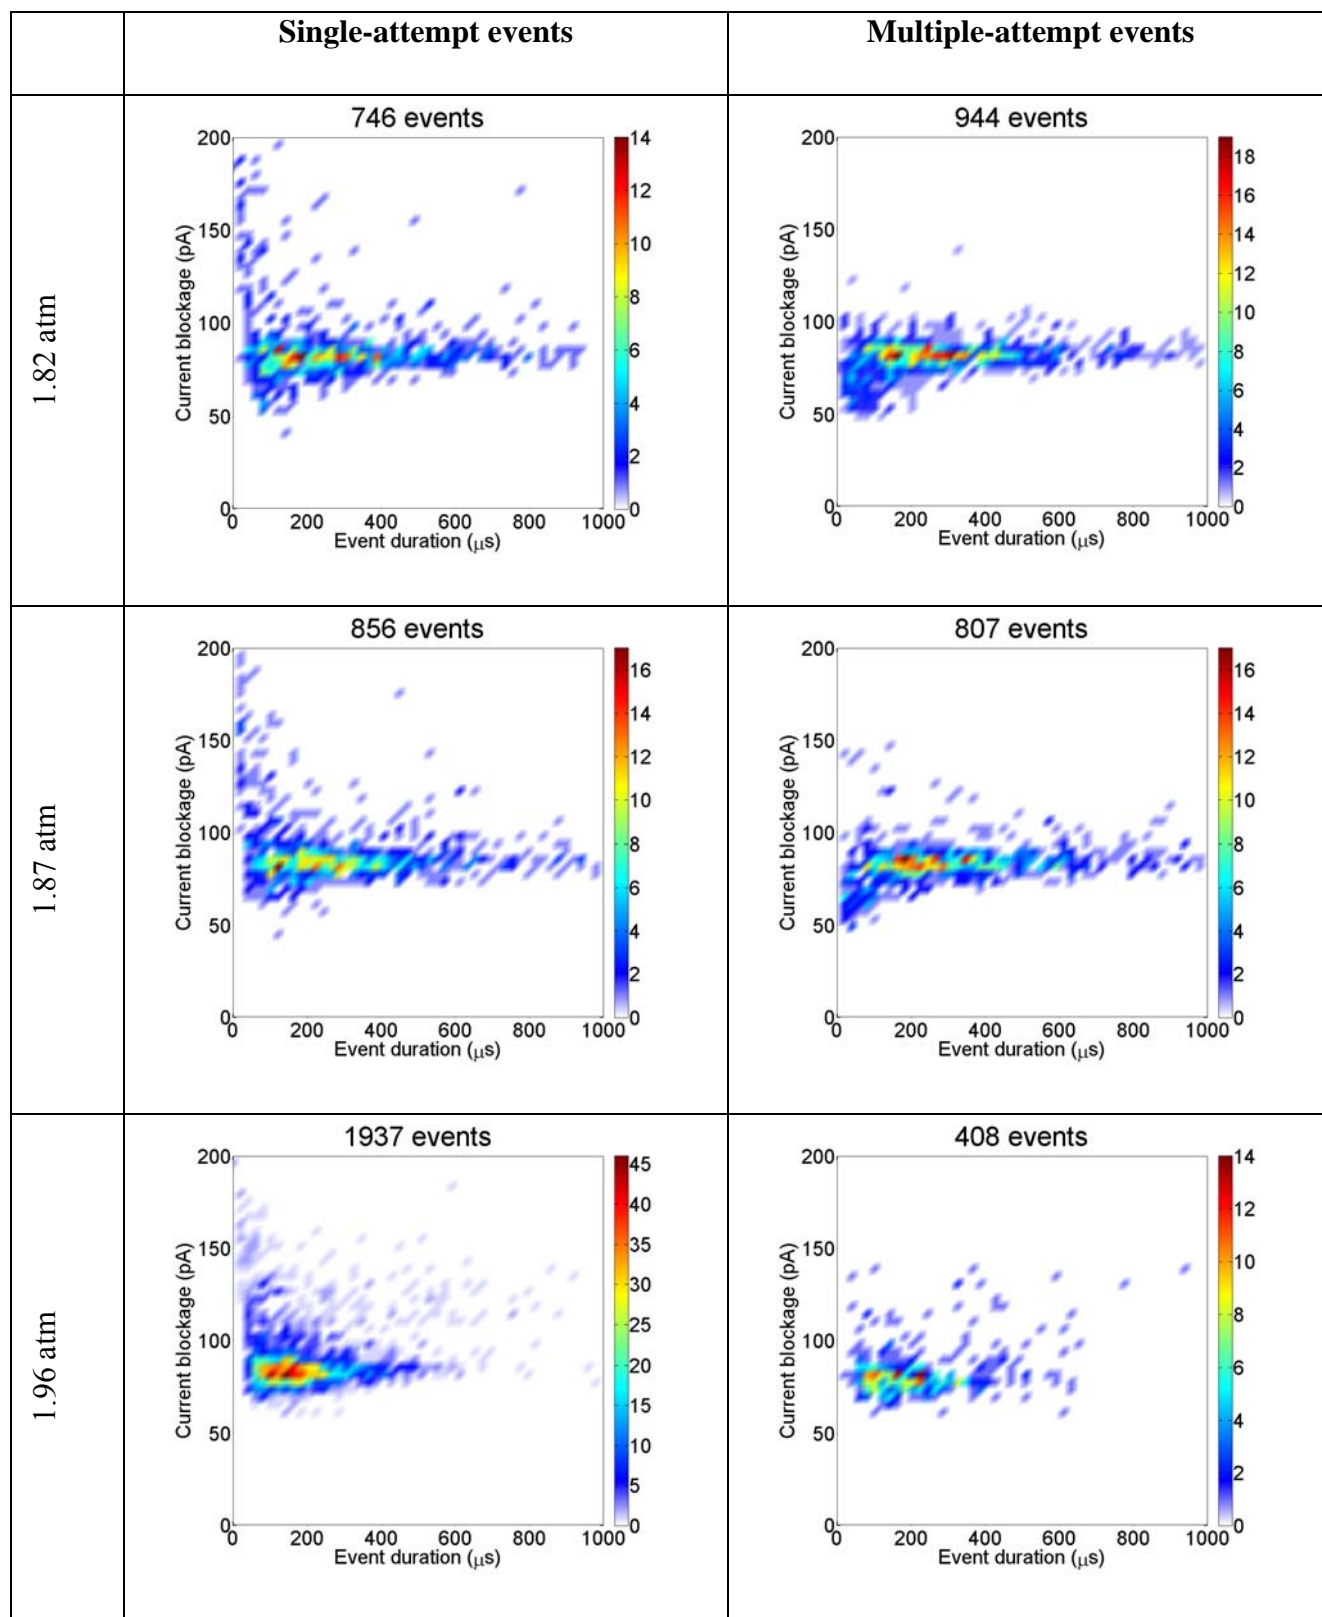 Single-attempt events
Multiple-attempt events
1.82 atm
746 events
Current blockage (pA)
200
150
100
50
0
0 200 400 600 800 1000
Event duration (μs)
14
12
10
8
6
4
2
0
944 events
Current blockage (pA)
200
150
100
50
0
0 200 400 600 800 1000
Event duration (μs)
18
16
14
12
10
8
6
4
2
0
1.87 atm
856 events
Current blockage (pA)
200
150
100
50
0
0 200 400 600 800 1000
Event duration (μs)
16
14
12
10
8
6
4
2
0
807 events
Current blockage (pA)
200
150
100
50
0
0 200 400 600 800 1000
Event duration (μs)
16
14
12
10
8
6
4
2
0
1.96 atm
1937 events
Current blockage (pA)
200
150
100
50
0
0 200 400 600 800 1000
Event duration (μs)
45
40
35
30
25
20
15
10
5
0
408 events
Current blockage (pA)
200
150
100
50
0
0 200 400 600 800 1000
Event duration (μs)
14
12
10
8
6
4
2
0